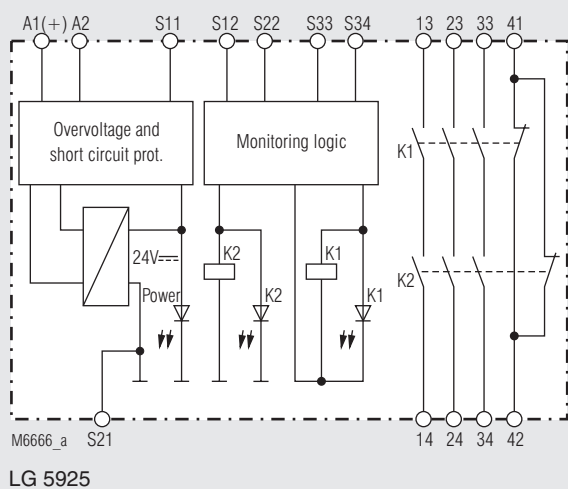 A1(+) A2 S11 S12 S22 S33 S34 13 23 33 41
Overvoltage and
short circuit prot.
Monitoring logic
K1
24V⎓ K2 K1
K2
Power K2 K1
M6666_a S21 14 24 34 42
LG 5925